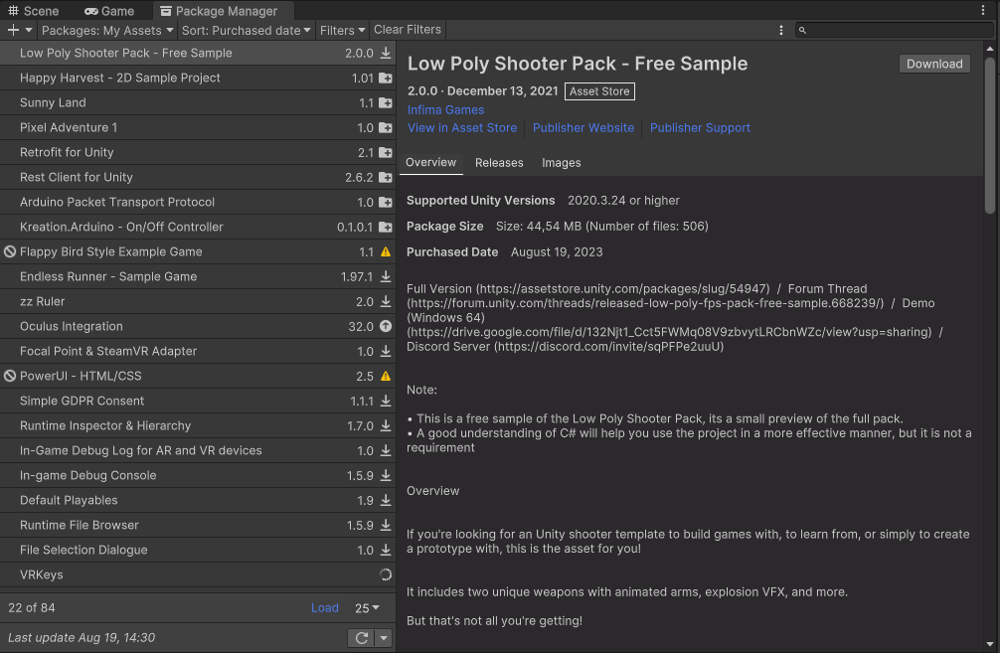 Scene Game Package Manager
Packages: My Assets Sort: Purchased date Filters Clear Filters
Low Poly Shooter Pack - Free Sample 2.0.0
Happy Harvest - 2D Sample Project 1.01
Sunny Land 1.1
Pixel Adventure 1 1.0
Retrofit for Unity 2.1
Rest Client for Unity 2.6.2
Arduino Packet Transport Protocol 1.0
Kreation.Arduino - On/Off Controller 0.1.0.1
Flappy Bird Style Example Game 1.1
Endless Runner - Sample Game 1.97.1
zz Ruler 2.0
Oculus Integration 32.0
Focal Point & SteamVR Adapter 1.0
PowerUI - HTML/CSS 2.5
Simple GDPR Consent 1.1.1
Runtime Inspector & Hierarchy 1.7.0
In-Game Debug Log for AR and VR devices 1.0
In-game Debug Console 1.5.9
Default Playables 1.9
Runtime File Browser 1.5.9
File Selection Dialogue 1.0
VRKeys
22 of 84 Load 25
Last update Aug 19, 14:30
Low Poly Shooter Pack - Free Sample Download
2.0.0 · December 13, 2021 Asset Store
Infima Games
View in Asset Store Publisher Website Publisher Support
Overview Releases Images
Supported Unity Versions 2020.3.24 or higher
Package Size Size: 44,54 MB (Number of files: 506)
Purchased Date August 19, 2023
Full Version (https://assetstore.unity.com/packages/slug/54947) / Forum Thread
(https://forum.unity.com/threads/released-low-poly-fps-pack-free-sample.668239/) / Demo
(Windows 64)
(https://drive.google.com/file/d/132Njt1_Cct5FWMq08V9zbvytLRCbnWZc/view?usp=sharing) /
Discord Server (https://discord.com/invite/sqPFPe2uuU)
Note:
• This is a free sample of the Low Poly Shooter Pack, its a small preview of the full pack.
• A good understanding of C# will help you use the project in a more effective manner, but it is not a
requirement
Overview
If you're looking for an Unity shooter template to build games with, to learn from, or simply to create
a prototype with, this is the asset for you!
It includes two unique weapons with animated arms, explosion VFX, and more.
But that's not all you're getting!